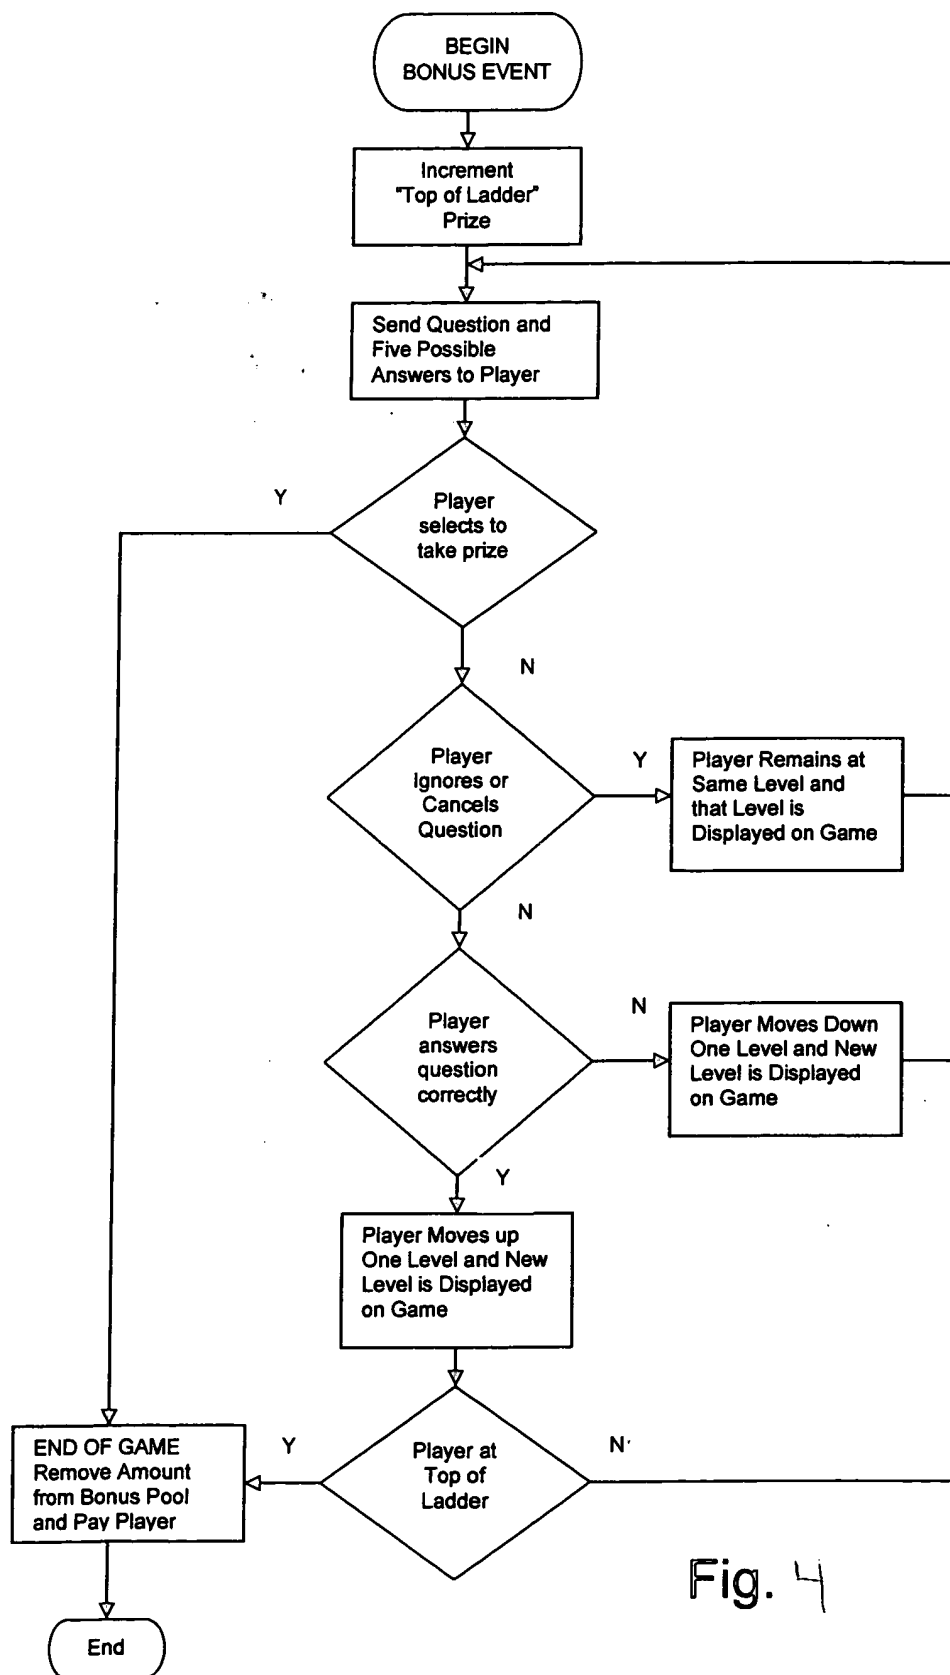 BEGIN
BONUS EVENT
Increment
"Top of Ladder"
Prize
Send Question and
Five Possible
Answers to Player
Y
Player
selects to
take prize
N
Player
Ignores or
Cancels
Question
Y
Player Remains at
Same Level and
that Level is
Displayed on Game
N
Player
answers
question
correctly
N
Player Moves Down
One Level and New
Level is Displayed
on Game
Y
Player Moves up
One Level and New
Level is Displayed
on Game
END OF GAME
Remove Amount
from Bonus Pool
and Pay Player
Y
Player at
Top of
Ladder
N
End
Fig. 4